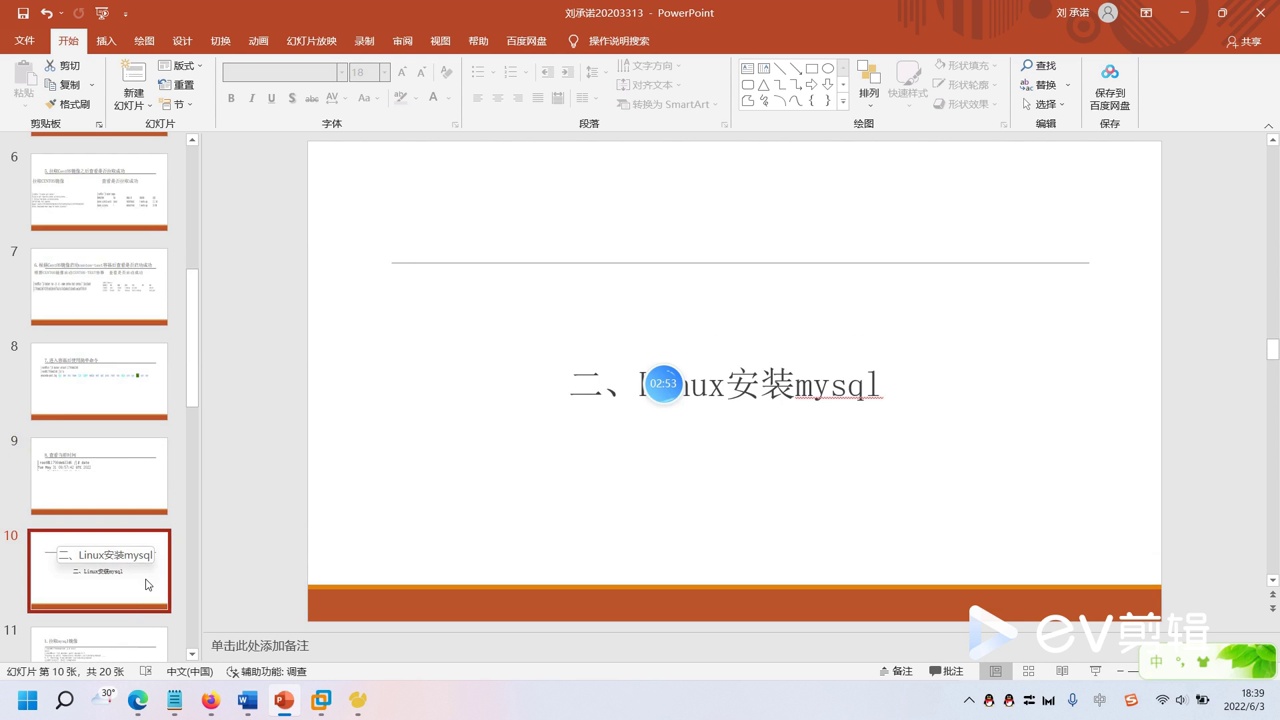 刘承诺20203313 - PowerPoint
刘 承诺
文件 开始 插入 绘图 设计 切换 动画 幻灯片放映 录制 审阅 视图 帮助 百度网盘 操作说明搜索 共享
粘贴
剪切
复制
格式刷
剪贴板
新建
幻灯片
版式
重置
节
幻灯片
18
字体
文字方向
对齐文本
转换为 SmartArt
段落
排列
快速样式
形状填充
形状轮廓
形状效果
绘图
查找
替换
选择
编辑
保存到
百度网盘
保存
6
7
8
9
8.查看当前时间
10
二、Linux安装mysql
二、Linux安装mysql
11
二、Linux安装mysql
02:53
单击此处添加备注
EV剪辑
中
幻灯片 第 10 张，共 20 张 中文(中国) 辅助功能: 调查 备注 批注
30°
中
18:39
2022/6/3